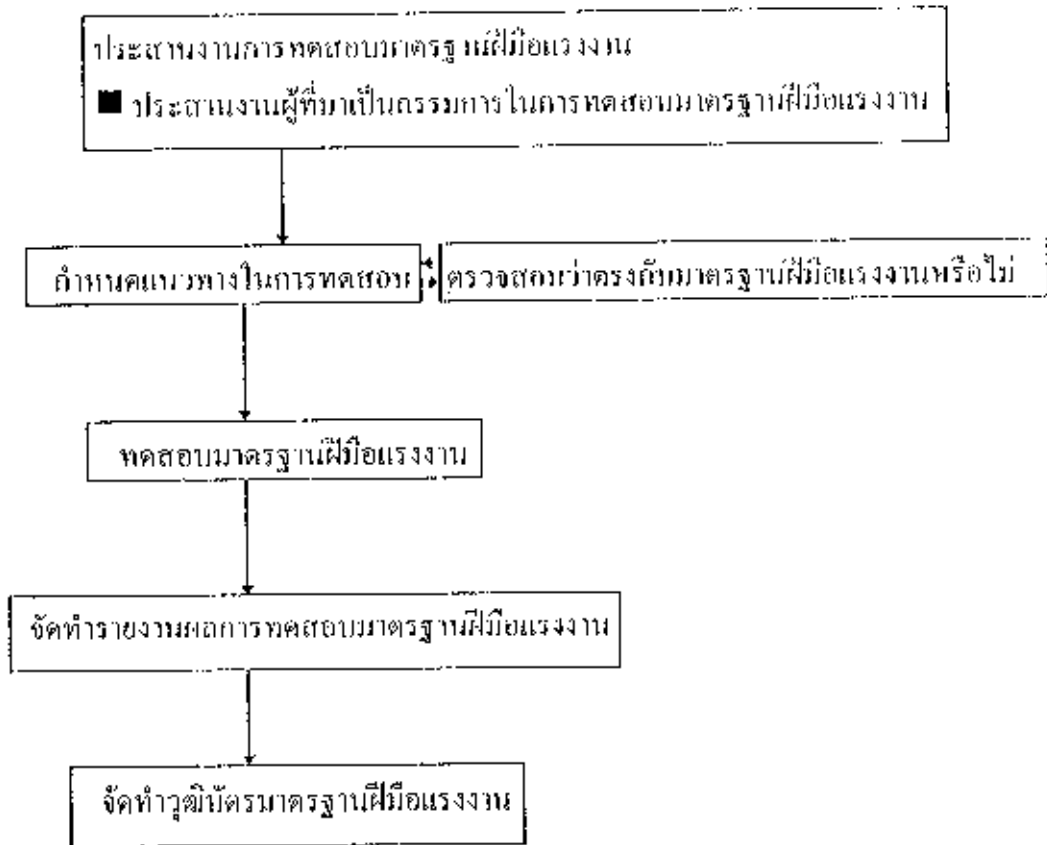 ประสานงานการทดสอบมาตรฐานฝีมือแรงงาน
■ ประสานงานผู้ที่มาเป็นกรรมการในการทดสอบมาตรฐานฝีมือแรงงาน
กำหนดแนวทางในการทดสอบ
ตรวจสอบว่าตรงกับมาตรฐานฝีมือแรงงานหรือไม่
ทดสอบมาตรฐานฝีมือแรงงาน
จัดทำรายงานผลการทดสอบมาตรฐานฝีมือแรงงาน
จัดทำวุฒิบัตรมาตรฐานฝีมือแรงงาน